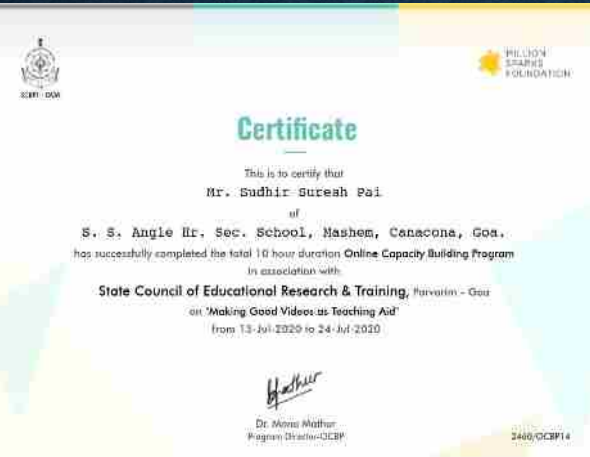 SCERT - GOA
MILLION
SPARKS
FOUNDATION
Certificate
This is to certify that
Mr. Sudhir Suresh Pai
of
S. S. Angle Hr. Sec. School, Mashem, Canacona, Goa.
has successfully completed the total 10 hour duration Online Capacity Building Program
in association with
State Council of Educational Research & Training, Porvorim - Goa
on 'Making Good Videos as Teaching Aid'
from 13-Jul-2020 to 24-Jul-2020
Dr. Mathur
Program Director-OCBP
2460/OCBP14